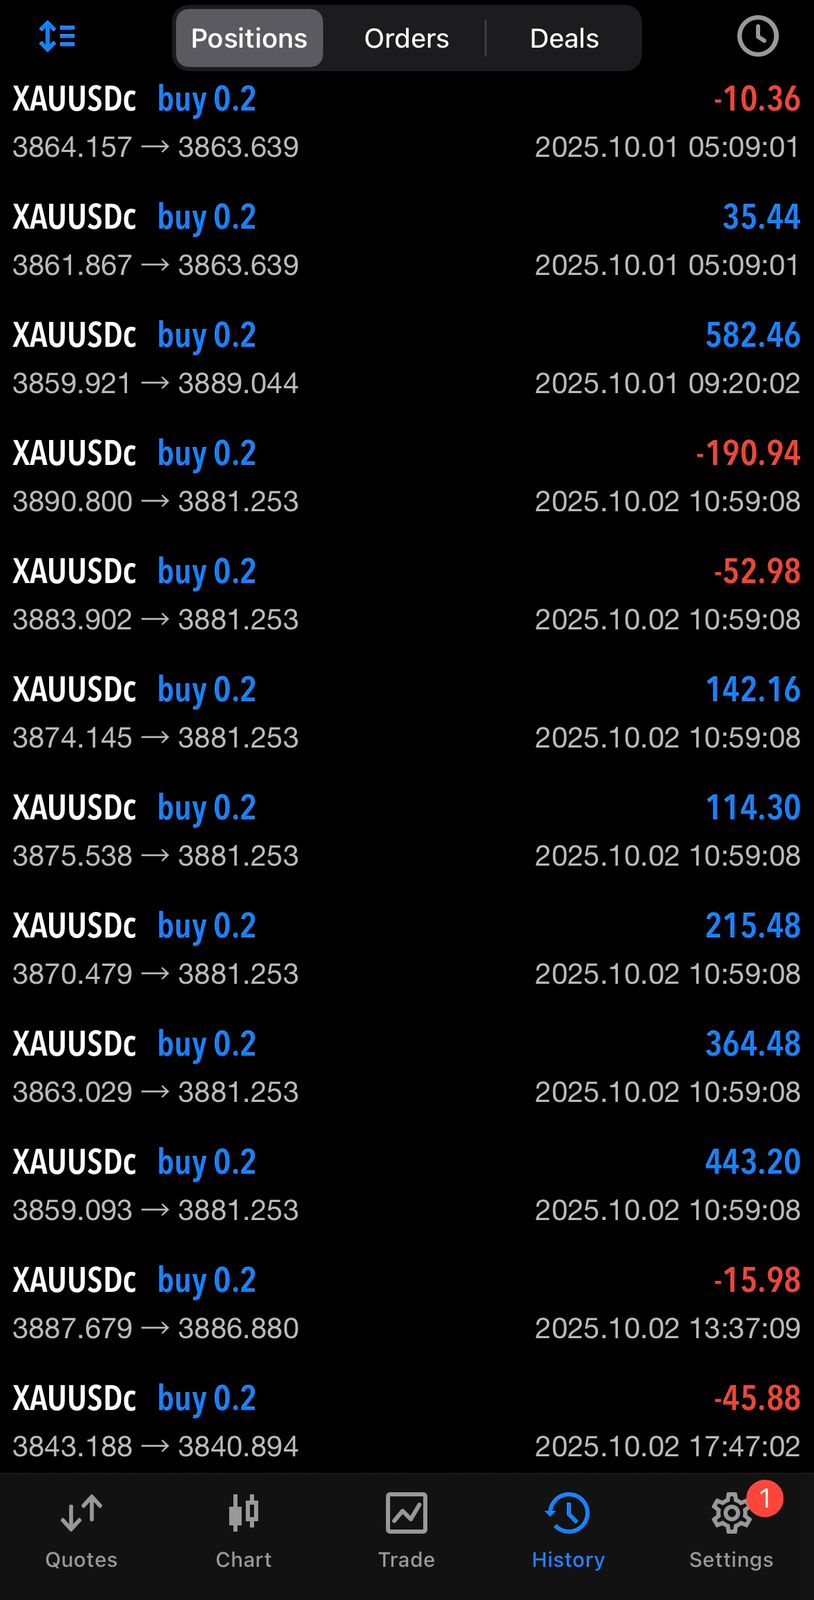 Positions Orders Deals
XAUUSDc buy 0.2 -10.36
3864.157 → 3863.639 2025.10.01 05:09:01
XAUUSDc buy 0.2 35.44
3861.867 → 3863.639 2025.10.01 05:09:01
XAUUSDc buy 0.2 582.46
3859.921 → 3889.044 2025.10.01 09:20:02
XAUUSDc buy 0.2 -190.94
3890.800 → 3881.253 2025.10.02 10:59:08
XAUUSDc buy 0.2 -52.98
3883.902 → 3881.253 2025.10.02 10:59:08
XAUUSDc buy 0.2 142.16
3874.145 → 3881.253 2025.10.02 10:59:08
XAUUSDc buy 0.2 114.30
3875.538 → 3881.253 2025.10.02 10:59:08
XAUUSDc buy 0.2 215.48
3870.479 → 3881.253 2025.10.02 10:59:08
XAUUSDc buy 0.2 364.48
3863.029 → 3881.253 2025.10.02 10:59:08
XAUUSDc buy 0.2 443.20
3859.093 → 3881.253 2025.10.02 10:59:08
XAUUSDc buy 0.2 -15.98
3887.679 → 3886.880 2025.10.02 13:37:09
XAUUSDc buy 0.2 -45.88
3843.188 → 3840.894 2025.10.02 17:47:02
1
Quotes Chart Trade History Settings